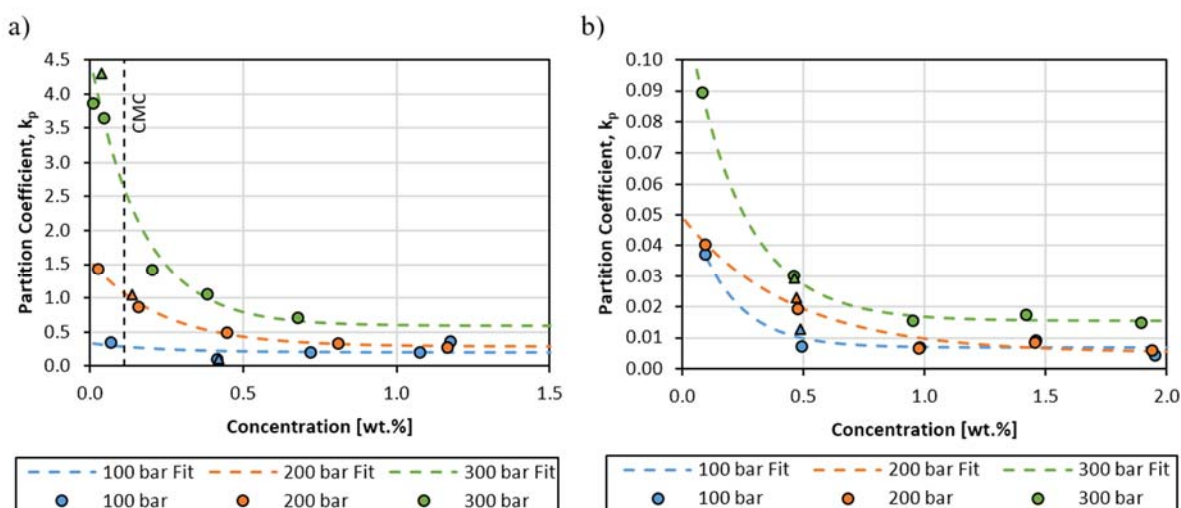 a)
b)
4.5
4.0
3.5
3.0
2.5
2.0
1.5
1.0
0.5
0.0
Partition Coefficient, kp
CMC
0.0 0.5 1.0 1.5
Concentration [wt.%]
100 bar Fit 200 bar Fit 300 bar Fit
100 bar 200 bar 300 bar
0.10
0.09
0.08
0.07
0.06
0.05
0.04
0.03
0.02
0.01
0.00
Partition Coefficient, kp
0.0 0.5 1.0 1.5 2.0
Concentration [wt.%]
100 bar Fit 200 bar Fit 300 bar Fit
100 bar 200 bar 300 bar